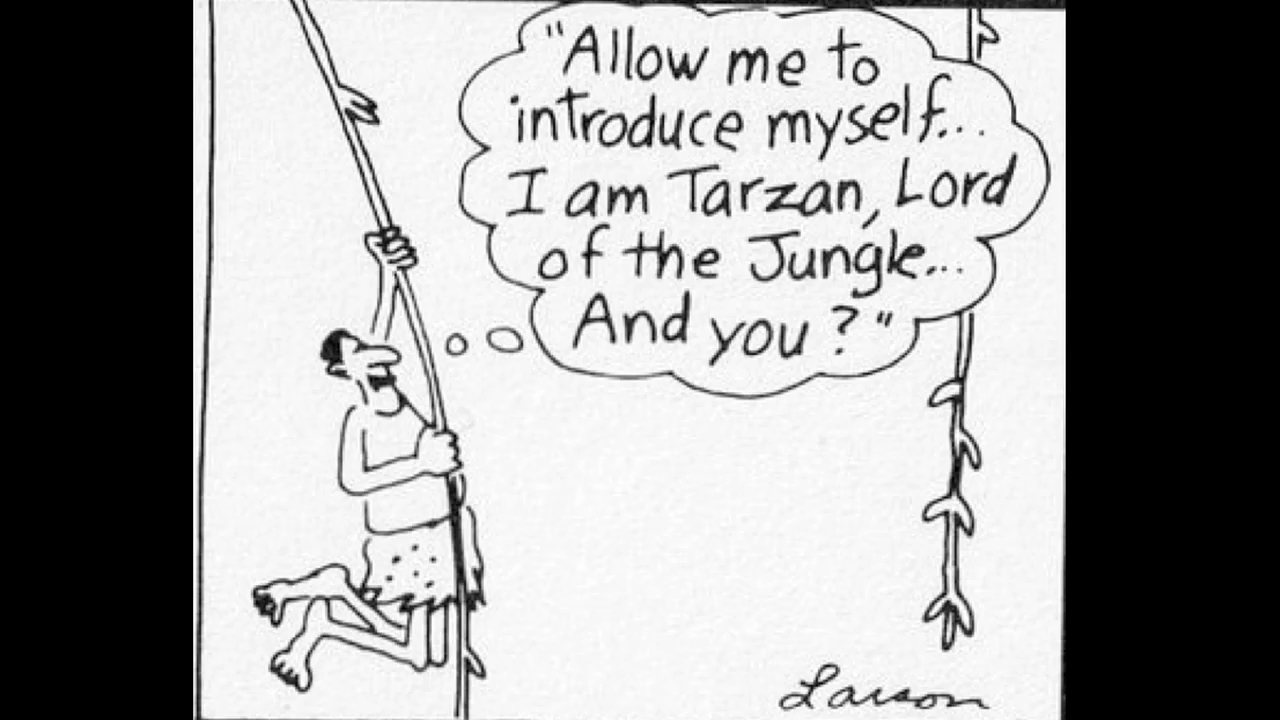 "Allow me to
introduce myself...
I am Tarzan, Lord
of the Jungle...
And you?"
Larson